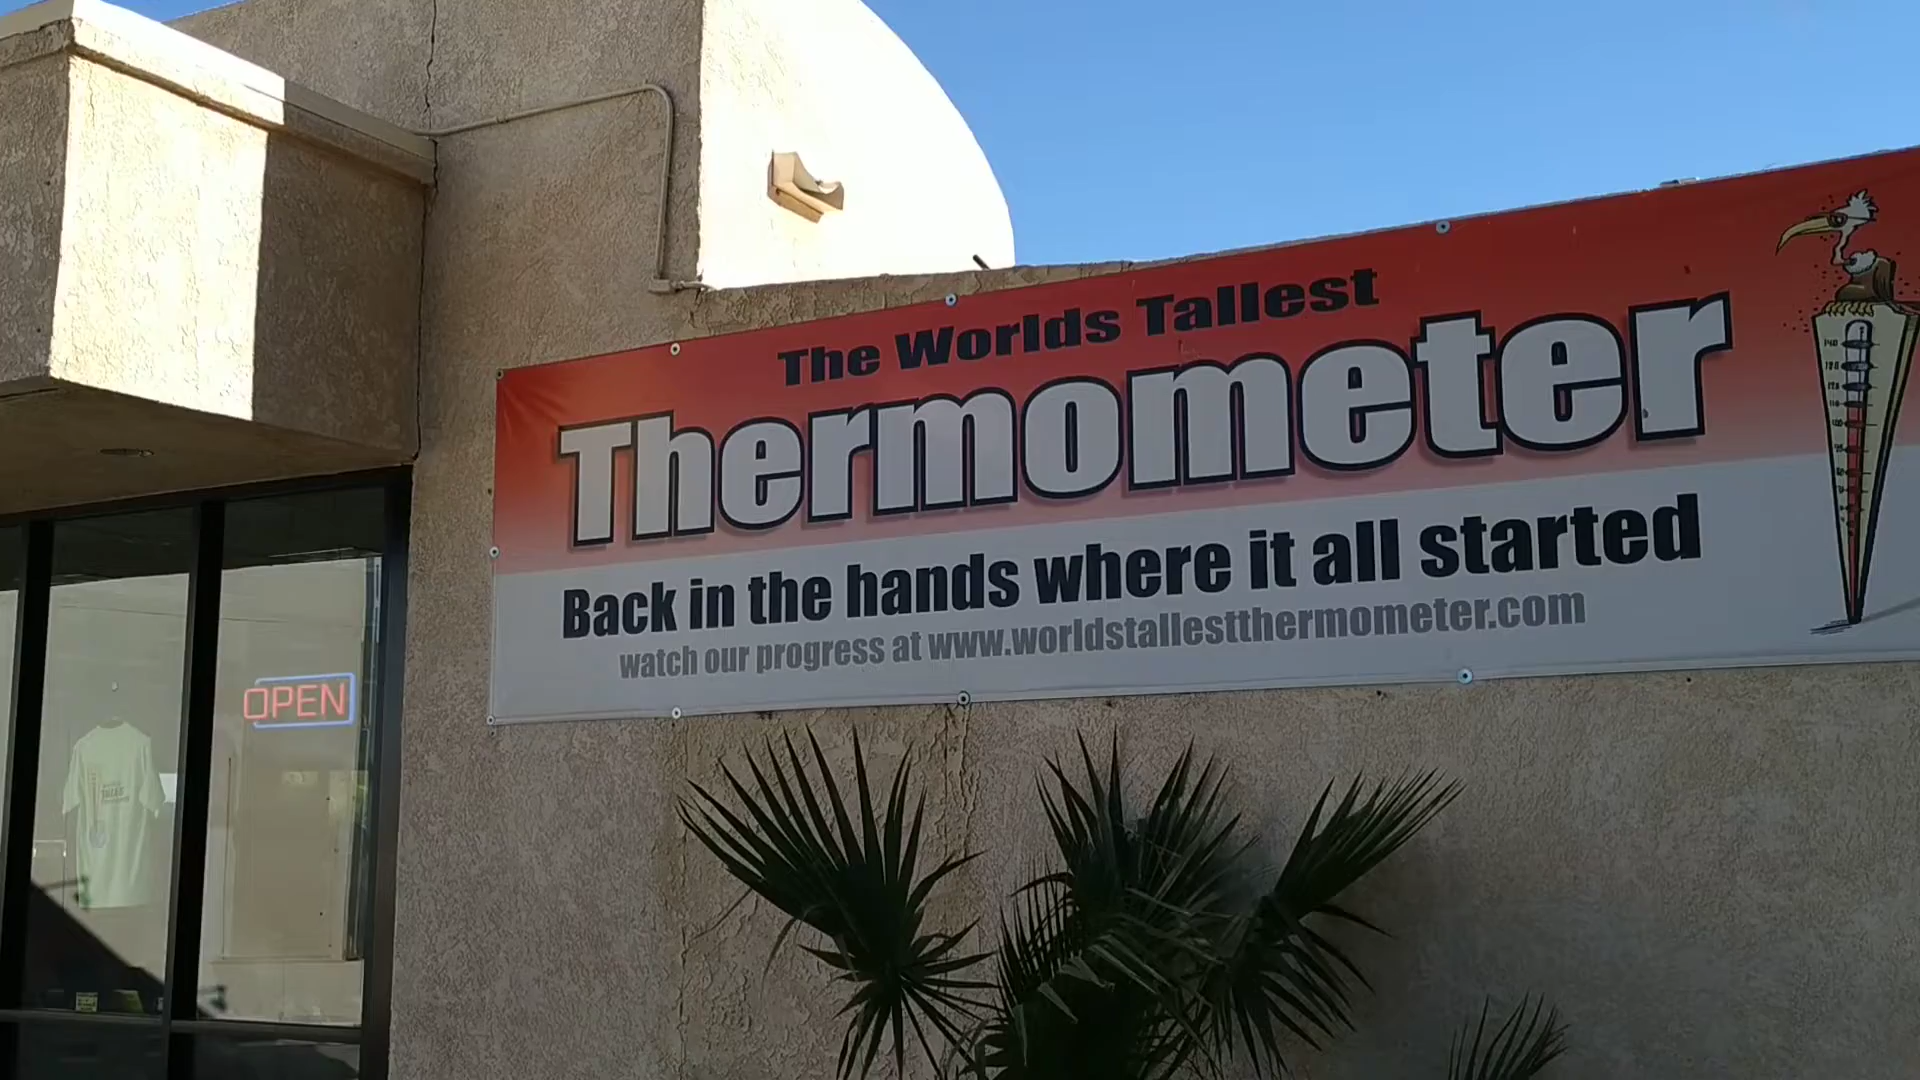 The Worlds Tallest
Thermometer
Back in the hands where it all started
watch our progress at www.worldstallestthermometer.com
OPEN